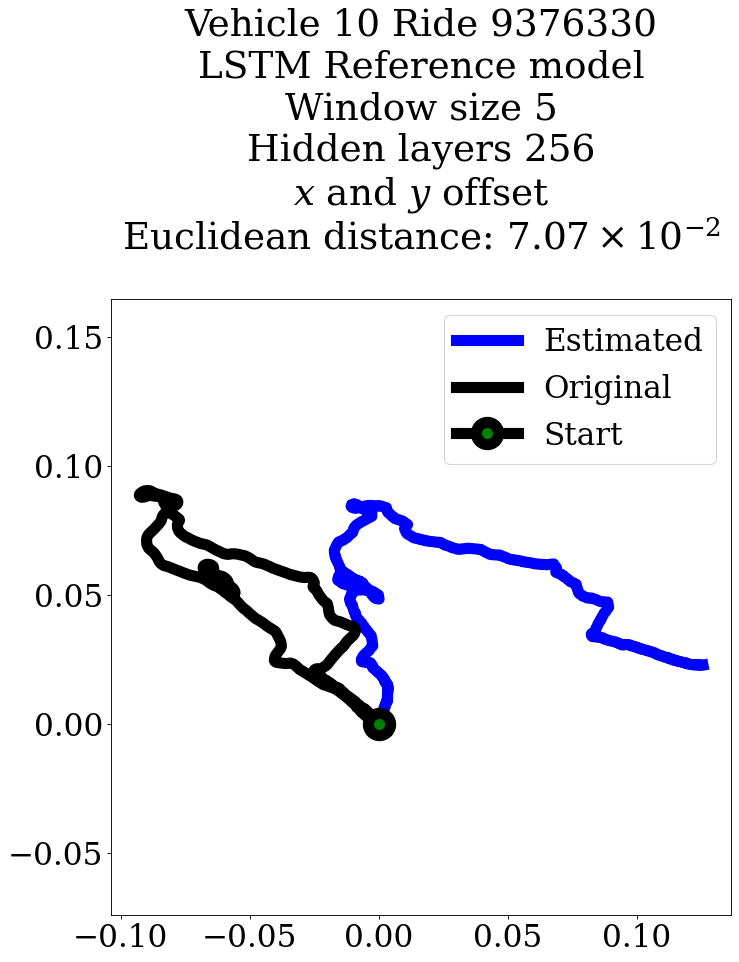 Vehicle 10 Ride 9376330
LSTM Reference model
Window size 5
Hidden layers 256
x and y offset
Euclidean distance: 7.07 × 10⁻²
Estimated
Original
Start
0.15
0.10
0.05
0.00
−0.05
−0.10 −0.05 0.00 0.05 0.10